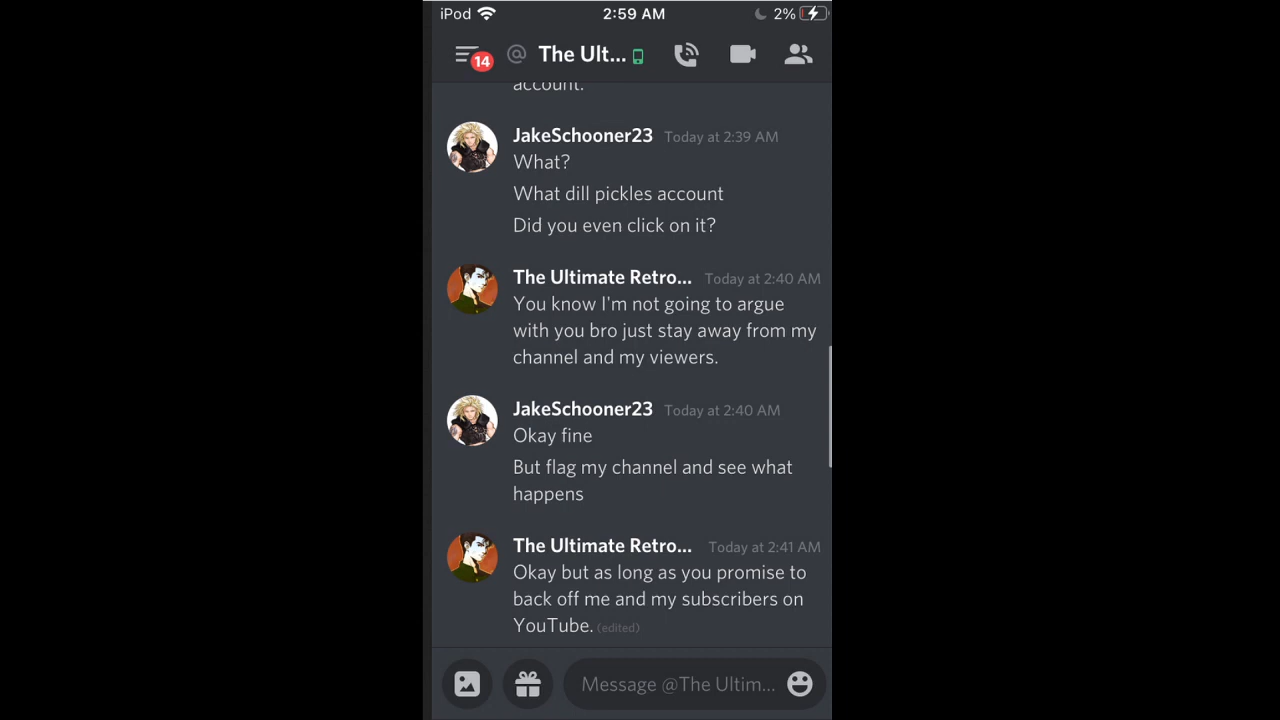 iPod 2:59 AM 2%
14 @ The Ult...
account.
JakeSchooner23 Today at 2:39 AM
What?
What dill pickles account
Did you even click on it?
The Ultimate Retro... Today at 2:40 AM
You know I'm not going to argue
with you bro just stay away from my
channel and my viewers.
JakeSchooner23 Today at 2:40 AM
Okay fine
But flag my channel and see what
happens
The Ultimate Retro... Today at 2:41 AM
Okay but as long as you promise to
back off me and my subscribers on
YouTube. (edited)
Message @The Ultim...